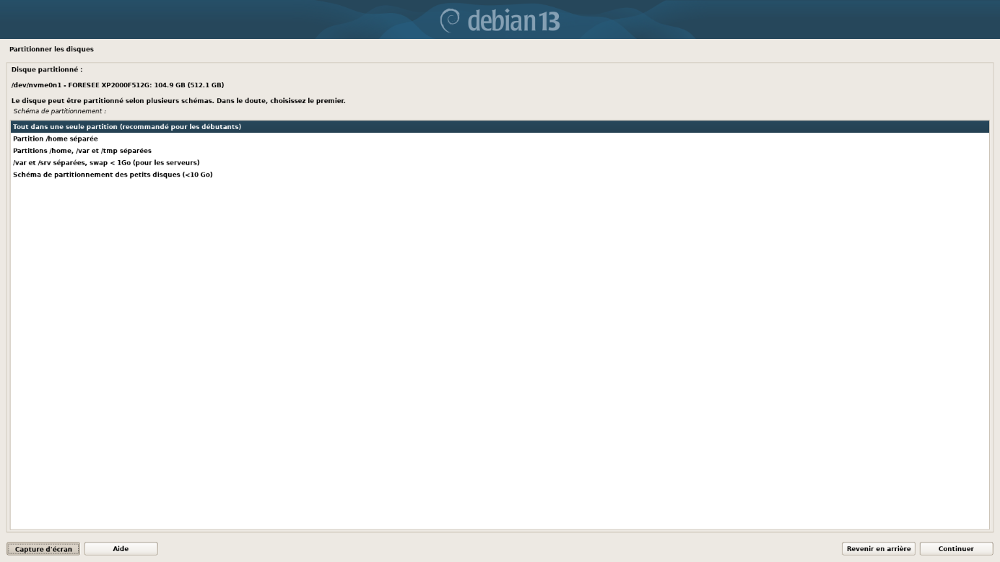 debian 13
Partitionner les disques
Disque partitionné :
/dev/nvme0n1 - FORESEE XP2000F512G: 104.9 GB (512.1 GB)
Le disque peut être partitionné selon plusieurs schémas. Dans le doute, choisissez le premier.
Schéma de partitionnement :
Tout dans une seule partition (recommandé pour les débutants)
Partition /home séparée
Partitions /home, /var et /tmp séparées
/var et /srv séparées, swap < 1Go (pour les serveurs)
Schéma de partitionnement des petits disques (<10 Go)
Capture d'écran
Aide
Revenir en arrière
Continuer